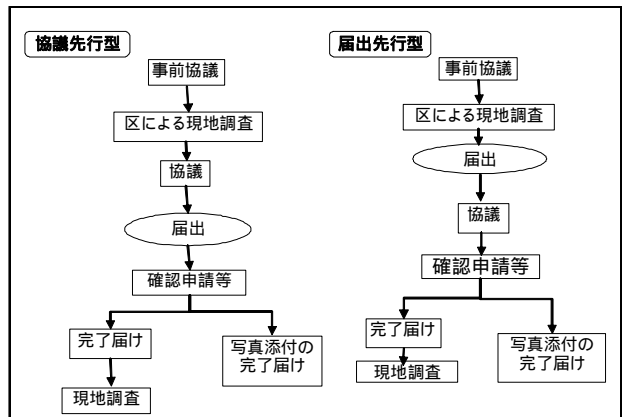 協議先行型
事前協議
区による現地調査
協議
届出
確認申請等
完了届け
写真添付の
完了届け
現地調査
届出先行型
事前協議
区による現地調査
届出
協議
確認申請等
完了届け
写真添付の
完了届け
現地調査